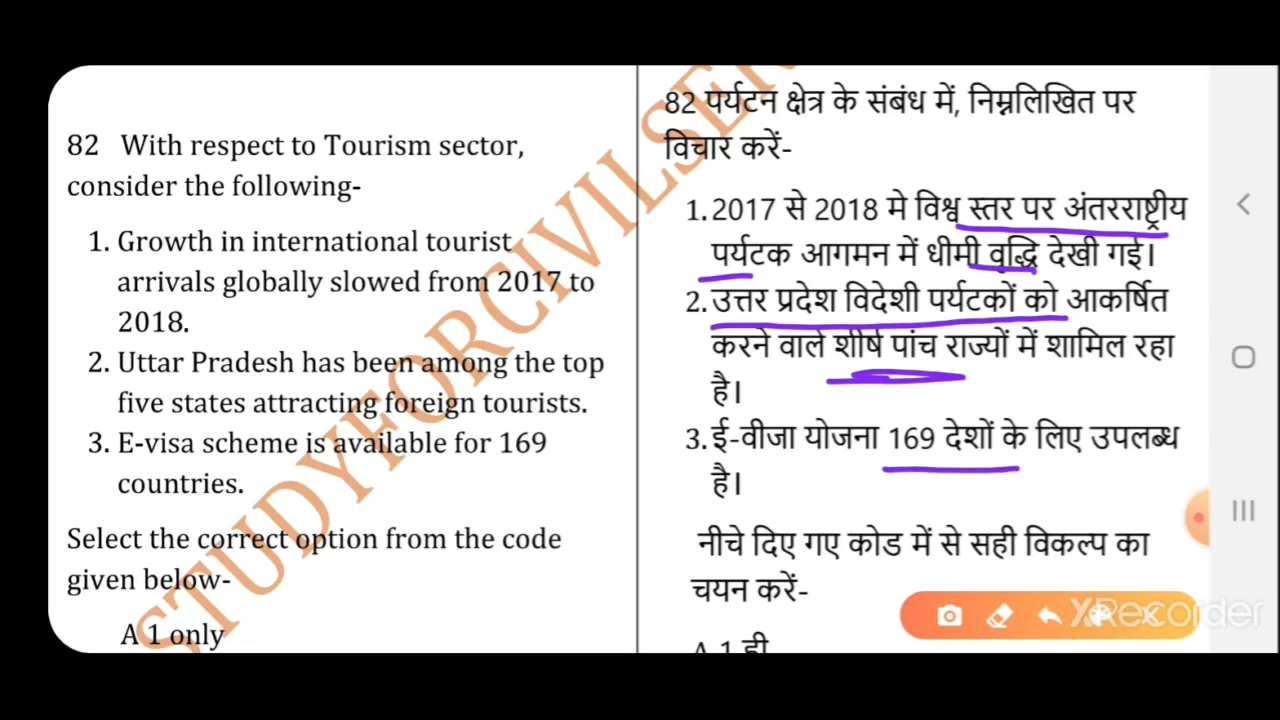 82 With respect to Tourism sector,
consider the following-
1. Growth in international tourist
arrivals globally slowed from 2017 to
2018.
2. Uttar Pradesh has been among the top
five states attracting foreign tourists.
3. E-visa scheme is available for 169
countries.
Select the correct option from the code
given below-
A 1 only
82 पर्यटन क्षेत्र के संबंध में, निम्नलिखित पर
विचार करें-
1. 2017 से 2018 मे विश्व स्तर पर अंतरराष्ट्रीय
पर्यटक आगमन में धीमी वृद्धि देखी गई।
2. उत्तर प्रदेश विदेशी पर्यटकों को आकर्षित
करने वाले शीर्ष पांच राज्यों में शामिल रहा
है।
3. ई-वीजा योजना 169 देशों के लिए उपलब्ध
है।
नीचे दिए गए कोड में से सही विकल्प का
चयन करें-
A 1 ही
STUDYFORCIVILSER
XRecorder